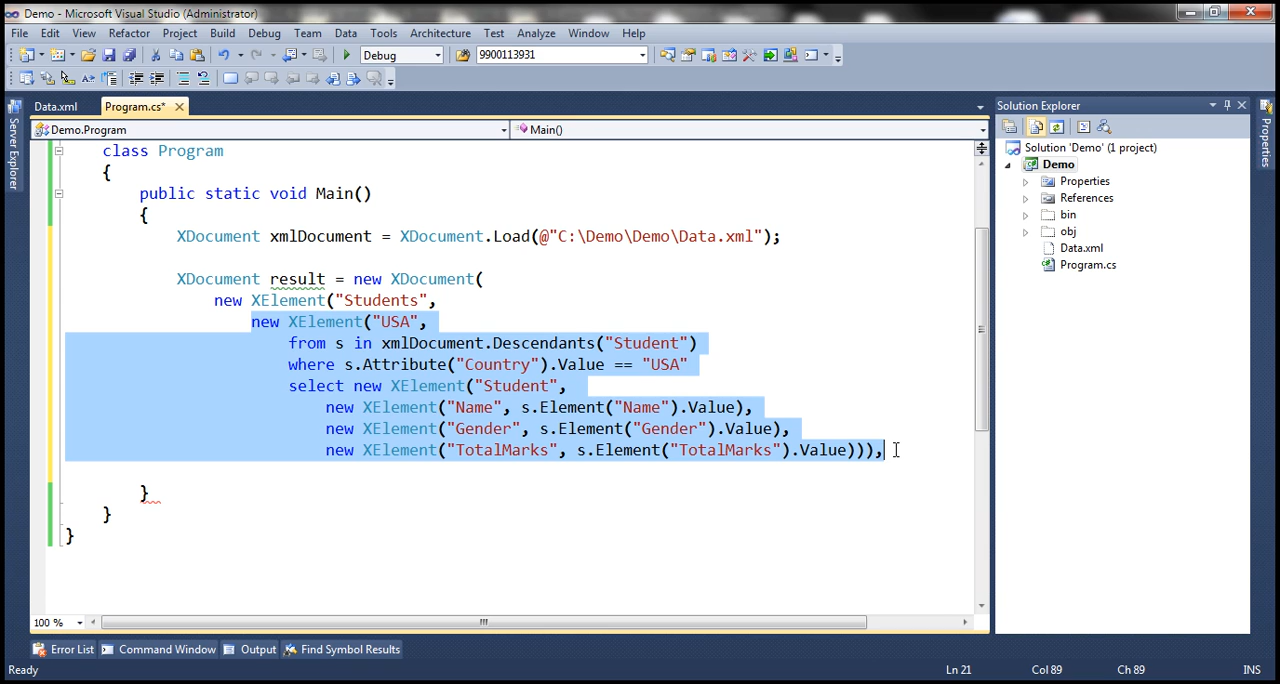 Demo - Microsoft Visual Studio (Administrator)
File Edit View Refactor Project Build Debug Team Data Tools Architecture Test Analyze Window Help
Debug 9900113931
Data.xml Program.cs* Solution Explorer
Demo.Program Main()
Server Explorer
Properties
class Program
{
public static void Main()
{
XDocument xmlDocument = XDocument.Load(@"C:\Demo\Demo\Data.xml");
XDocument result = new XDocument(
new XElement("Students",
new XElement("USA",
from s in xmlDocument.Descendants("Student")
where s.Attribute("Country").Value == "USA"
select new XElement("Student",
new XElement("Name", s.Element("Name").Value),
new XElement("Gender", s.Element("Gender").Value),
new XElement("TotalMarks", s.Element("TotalMarks").Value))),
}
}
}
Solution 'Demo' (1 project)
Demo
Properties
References
bin
obj
Data.xml
Program.cs
100 %
Error List Command Window Output Find Symbol Results
Ready Ln 21 Col 89 Ch 89 INS